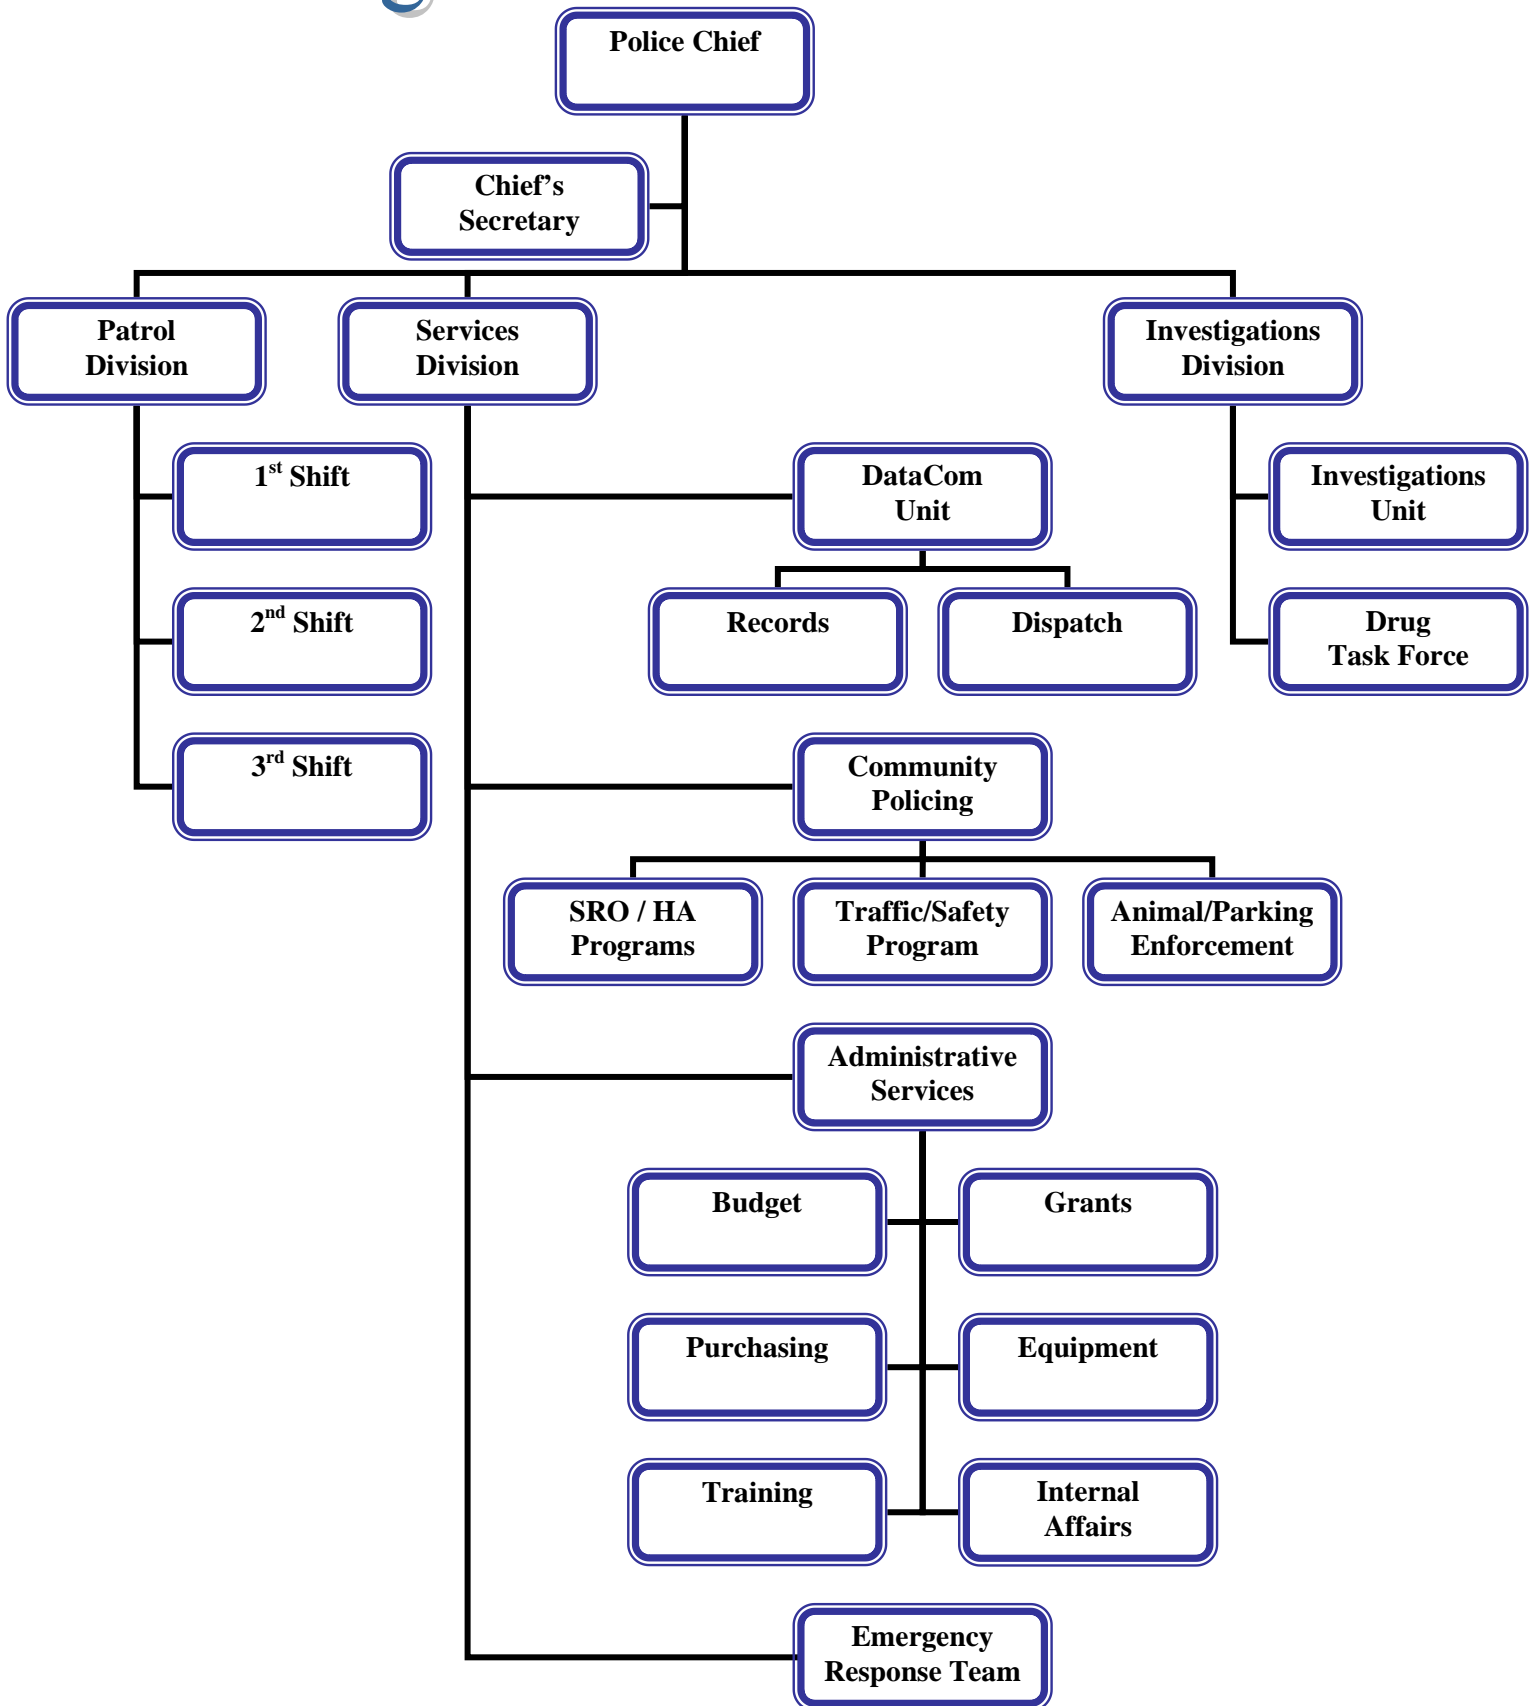 Police Chief
Chief’s
Secretary
Patrol
Division
Services
Division
Investigations
Division
1st Shift
DataCom
Unit
Investigations
Unit
2nd Shift
Records
Dispatch
Drug
Task Force
3rd Shift
Community
Policing
SRO / HA
Programs
Traffic/Safety
Program
Animal/Parking
Enforcement
Administrative
Services
Budget
Grants
Purchasing
Equipment
Training
Internal
Affairs
Emergency
Response Team